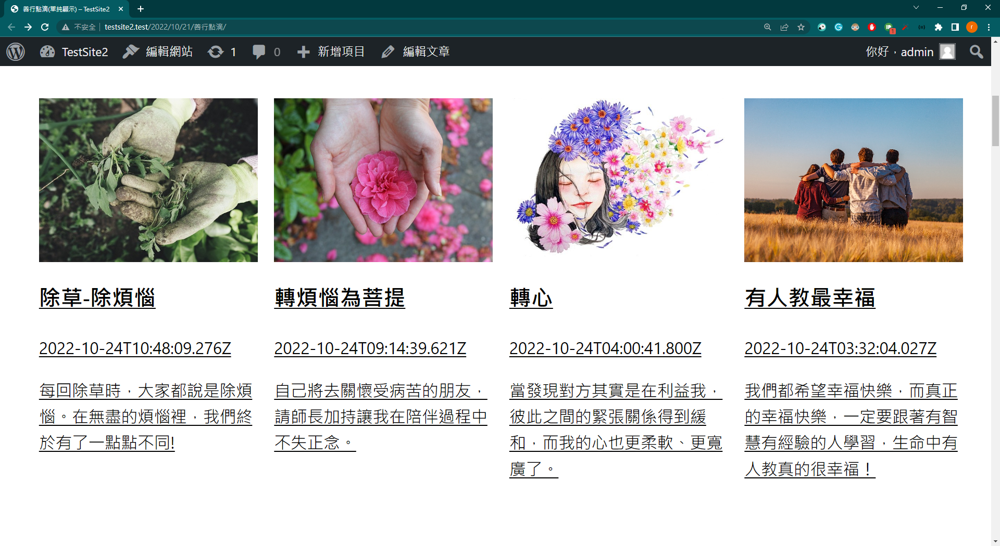 善行點滴(單純顯示) – TestSite2
不安全 testsite2.test/2022/10/21/善行點滴/
TestSite2 編輯網站 1 0 新增項目 編輯文章 你好，admin
除草-除煩惱
2022-10-24T10:48:09.276Z
每回除草時，大家都說是除煩
惱。在無盡的煩惱裡，我們終
於有了一點點不同!
轉煩惱為菩提
2022-10-24T09:14:39.621Z
自己將去關懷受病苦的朋友，
請師長加持讓我在陪伴過程中
不失正念。
轉心
2022-10-24T04:00:41.800Z
當發現對方其實是在利益我，
彼此之間的緊張關係得到緩
和，而我的心也更柔軟、更寬
廣了。
有人教最幸福
2022-10-24T03:32:04.027Z
我們都希望幸福快樂，而真正
的幸福快樂，一定要跟著有智
慧有經驗的人學習，生命中有
人教真的很幸福！